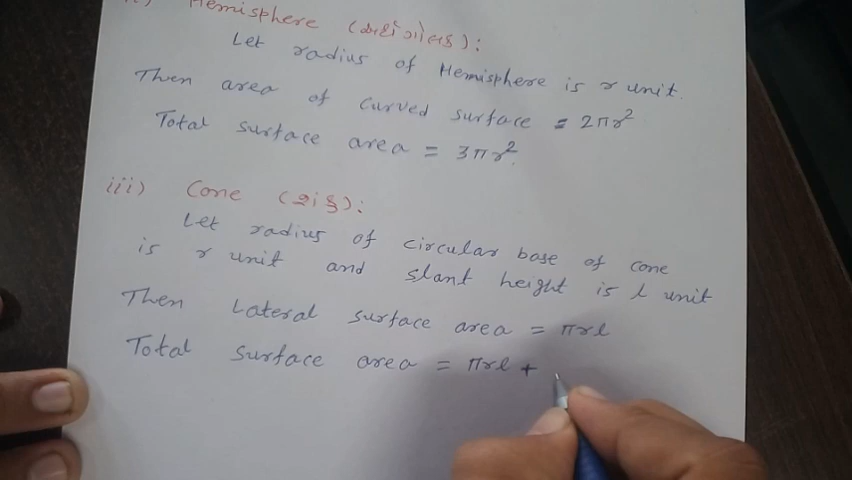 Hemisphere (અર્ધ ગોલક):
Let radius of Hemisphere is r unit.
Then area of curved surface = 2πr²
Total surface area = 3πr².
iii) Cone (શંકુ):
Let radius of circular base of cone
is r unit and slant height is l unit
Then Lateral surface area = πrl
Total surface area = πrl +